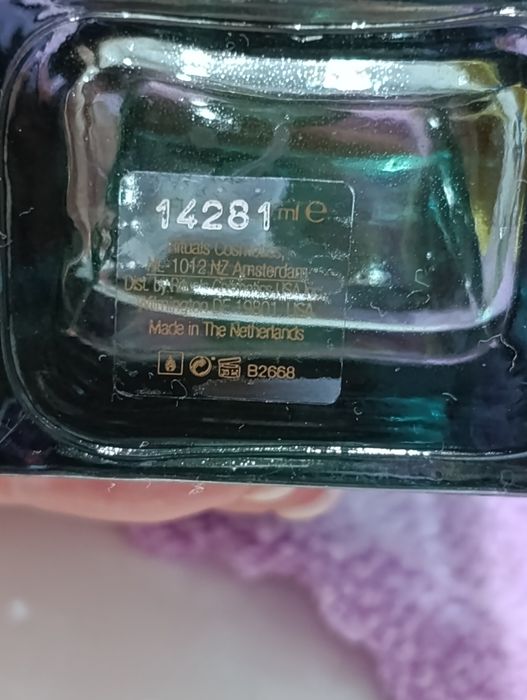 14281 ml e
Rituals Cosmetics,
NL-1012 NZ Amsterdam
Dist. by Cosmetics USA
Wilmington DE 19801, USA
Made in The Netherlands
B2668